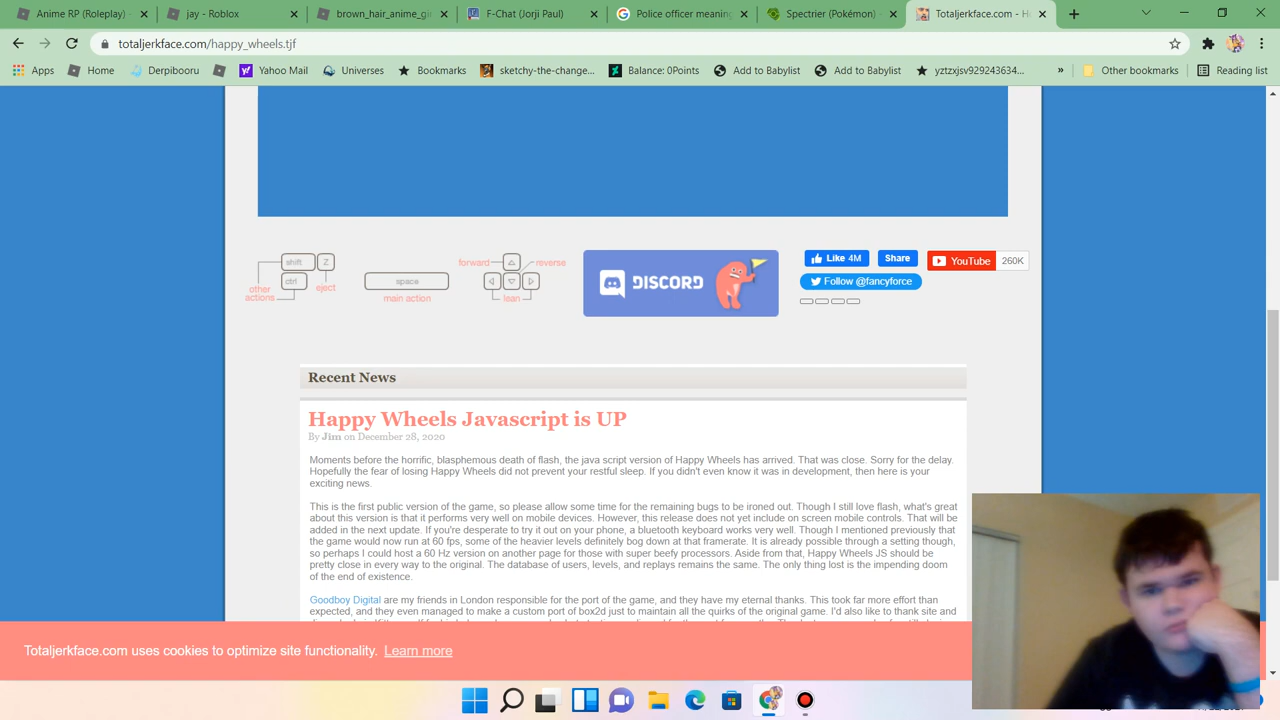 Anime RP (Roleplay) -
jay - Roblox
brown_hair_anime_gi
F-Chat (Jorji Paul)
Police officer meaning
Spectrier (Pokémon)
Totaljerkface.com - H
totaljerkface.com/happy_wheels.tjf
Apps
Home
Derpibooru
Yahoo Mail
Universes
Bookmarks
sketchy-the-change...
Balance: 0Points
Add to Babylist
Add to Babylist
yztzxjsv929243634...
»
Other bookmarks
Reading list
shift
Z
ctrl
other
actions
eject
space
main action
forward
reverse
lean
DISCORD
Like 4M
Share
YouTube
260K
Follow @fancyforce
Recent News
Happy Wheels Javascript is UP
By Jim on December 28, 2020
Moments before the horrific, blasphemous death of flash, the java script version of Happy Wheels has arrived. That was close. Sorry for the delay.
Hopefully the fear of losing Happy Wheels did not prevent your restful sleep. If you didn't even know it was in development, then here is your
exciting news.
This is the first public version of the game, so please allow some time for the remaining bugs to be ironed out. Though I still love flash, what's great
about this version is that it performs very well on mobile devices. However, this release does not yet include on screen mobile controls. That will be
added in the next update. If you're desperate to try it out on your phone, a bluetooth keyboard works very well. Though I mentioned previously that
the game would now run at 60 fps, some of the heavier levels definitely bog down at that framerate. It is already possible through a setting though,
so perhaps I could host a 60 Hz version on another page for those with super beefy processors. Aside from that, Happy Wheels JS should be
pretty close in every way to the original. The database of users, levels, and replays remains the same. The only thing lost is the impending doom
of the end of existence.
Goodboy Digital are my friends in London responsible for the port of the game, and they have my eternal thanks. This took far more effort than
expected, and they even managed to make a custom port of box2d just to maintain all the quirks of the original game. I'd also like to thank site and
Totaljerkface.com uses cookies to optimize site functionality. Learn more